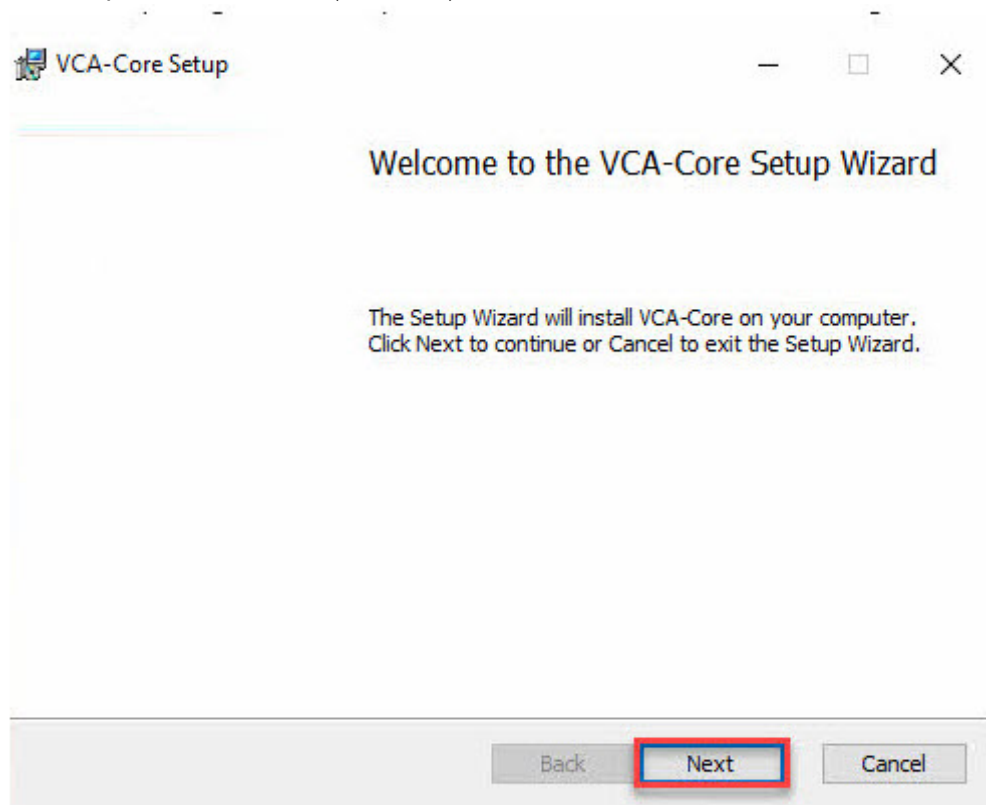 VCA-Core Setup
Welcome to the VCA-Core Setup Wizard
The Setup Wizard will install VCA-Core on your computer.
Click Next to continue or Cancel to exit the Setup Wizard.
Back Next Cancel